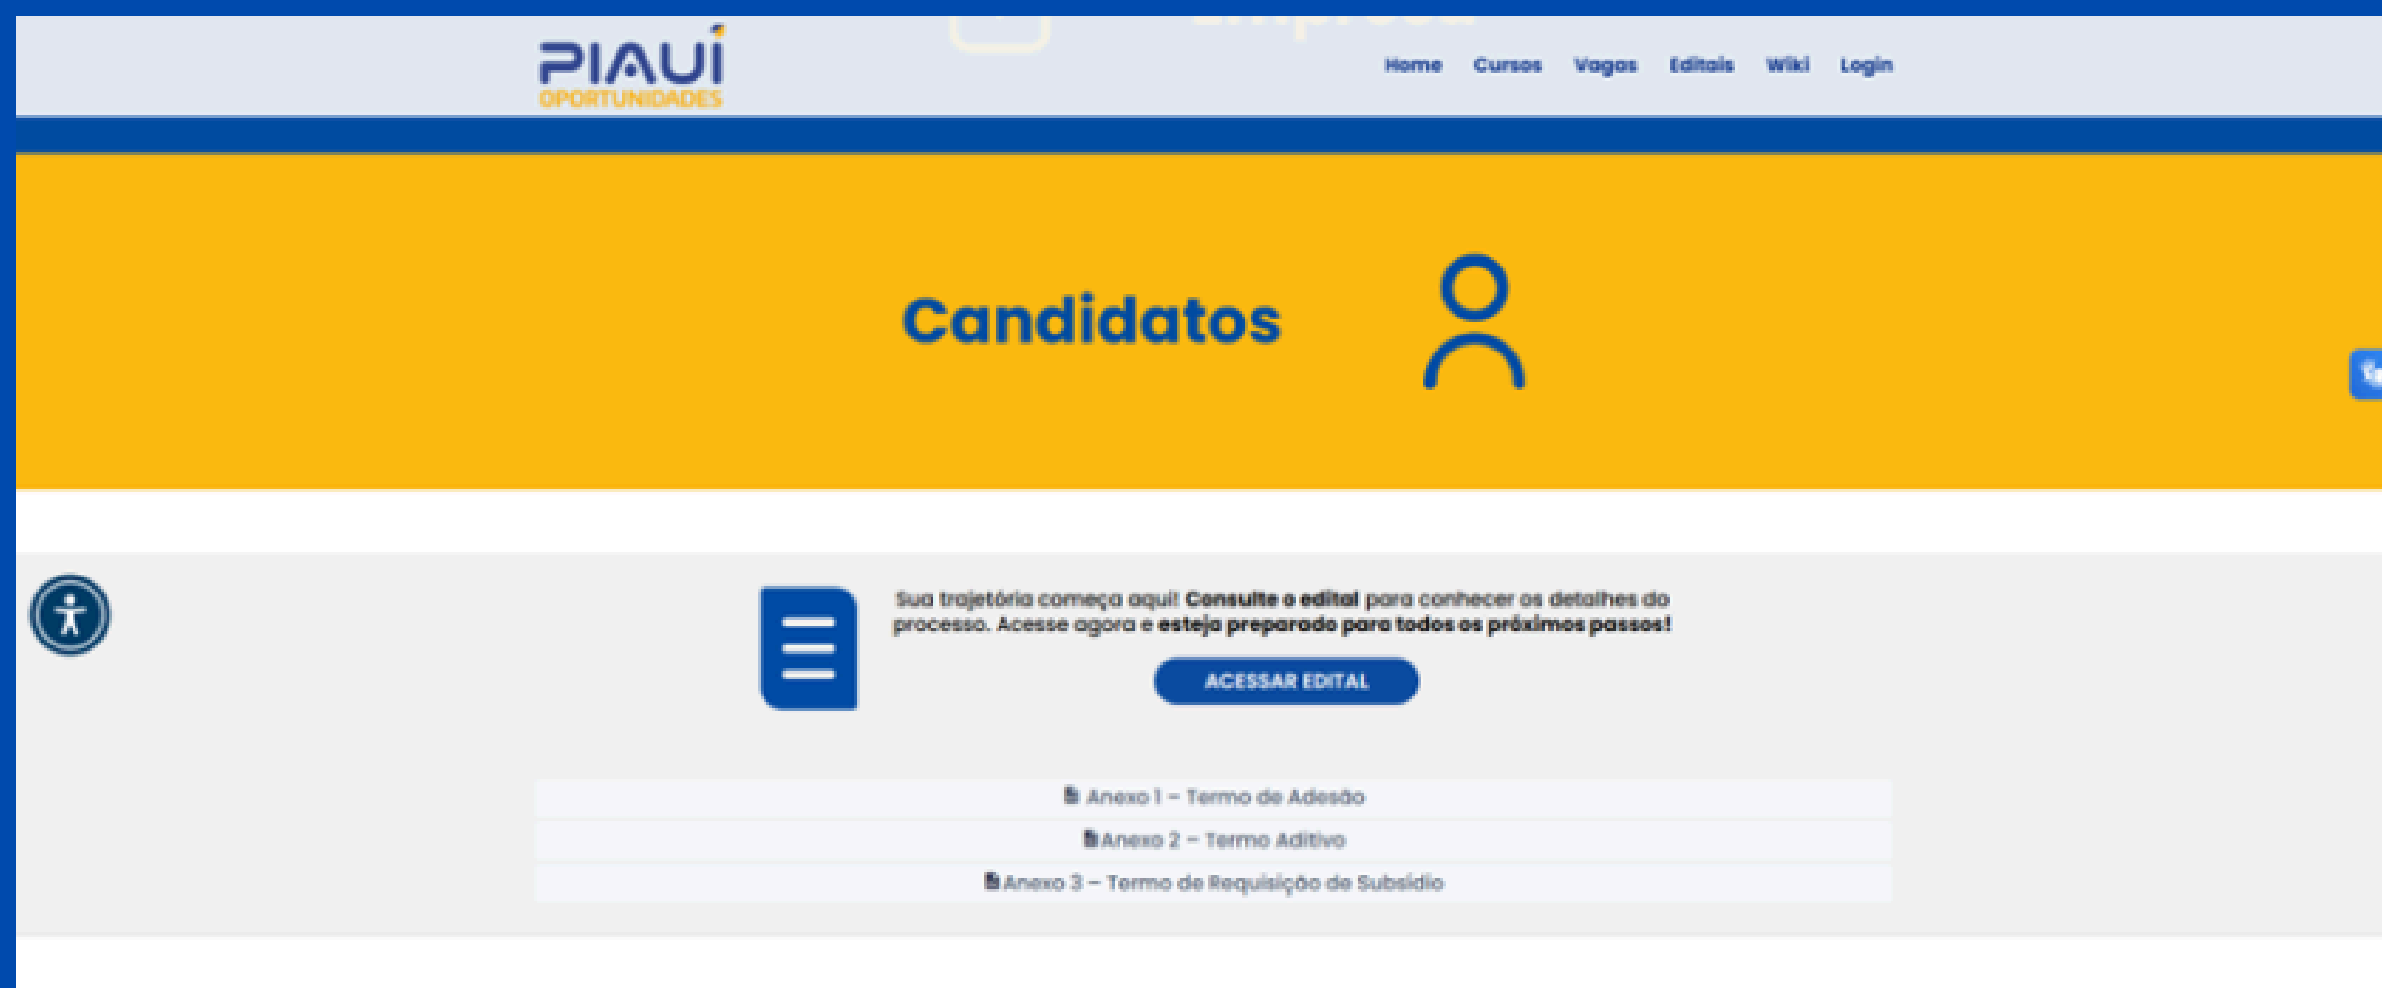 PIAUÍ
OPORTUNIDADES
Home Cursos Vagas Editais Wiki Login
Candidatos
Sua trajetória começa aqui! Consulte o edital para conhecer os detalhes do
processo. Acesse agora e esteja preparado para todos os próximos passos!
ACESSAR EDITAL
Anexo 1 – Termo de Adesão
Anexo 2 – Termo Aditivo
Anexo 3 – Termo de Requisição de Subsídio